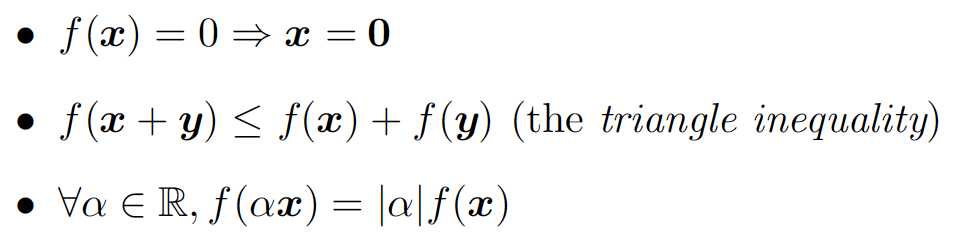 • f(𝒙) = 0 ⇒ 𝒙 = 𝟎
• f(𝒙 + 𝒚) ≤ f(𝒙) + f(𝒚) (the triangle inequality)
• ∀α ∈ ℝ, f(α𝒙) = |α|f(𝒙)